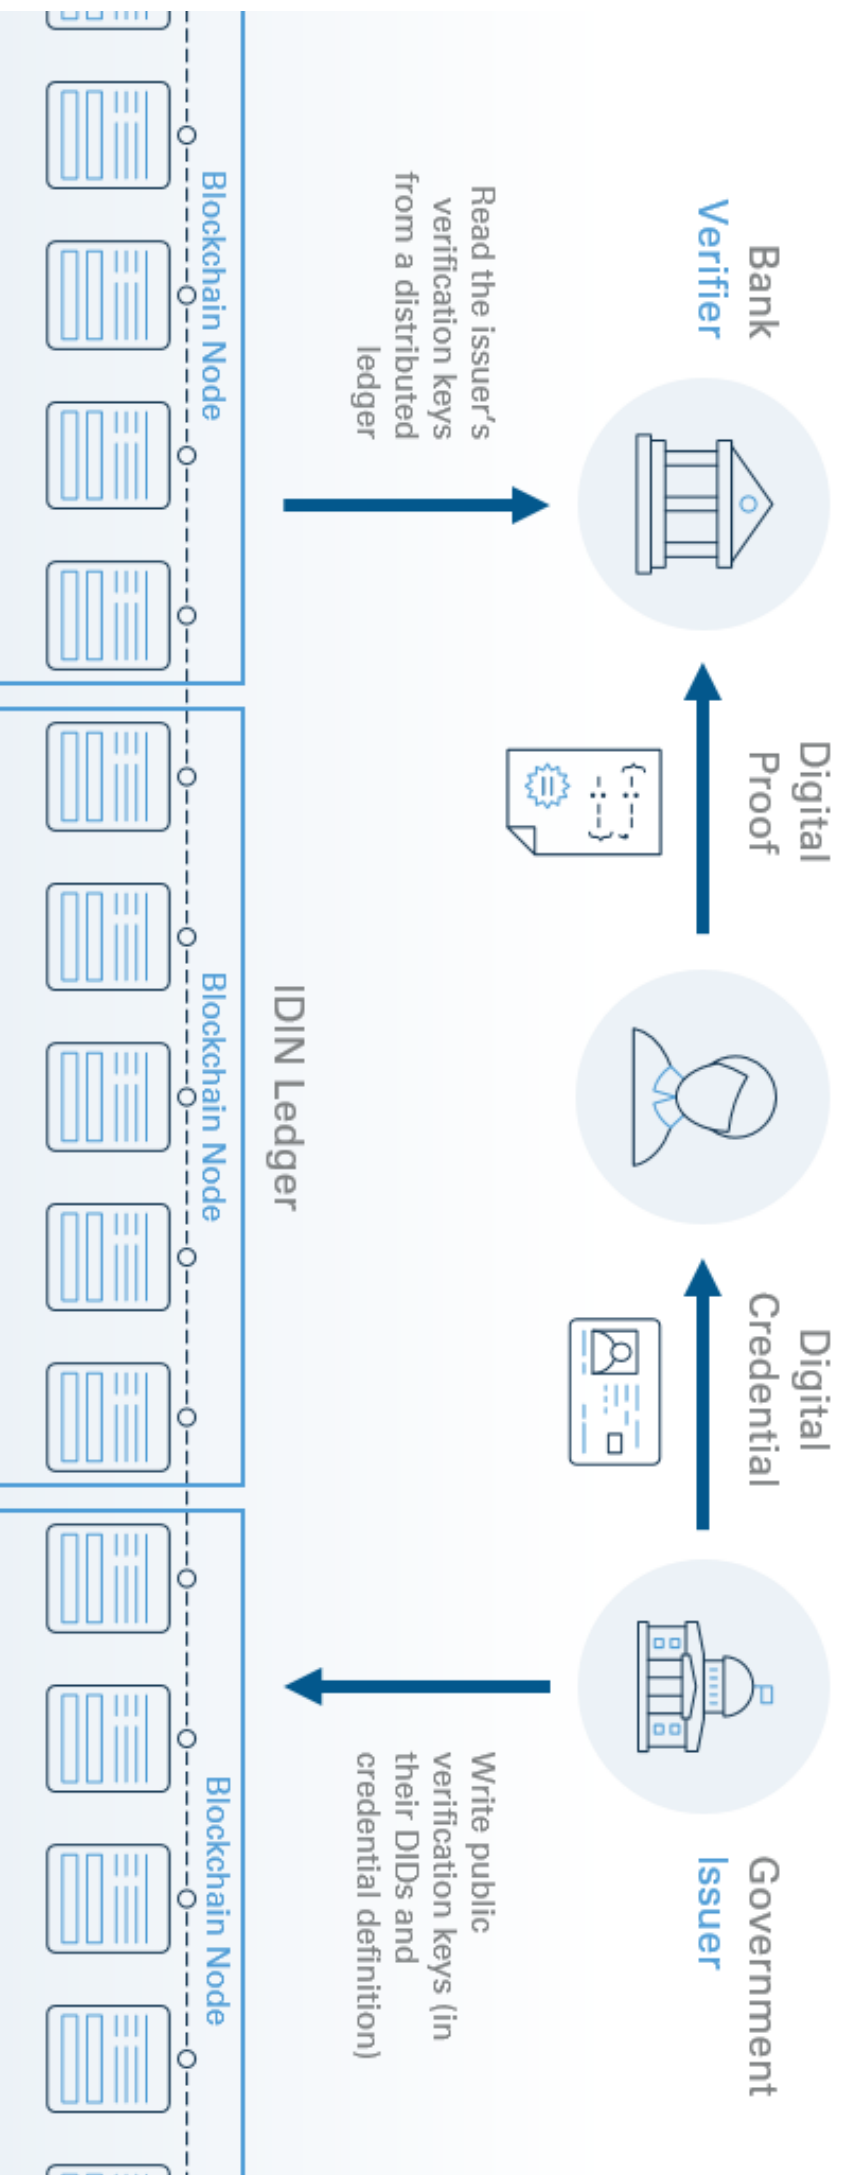 Bank
Verifier
Digital
Proof
Digital
Credential
Government
Issuer
Read the issuer’s
verification keys
from a distributed
ledger
Write public
verification keys (in
their DIDs and
credential definition)
IDIN Ledger
Blockchain Node
Blockchain Node
Blockchain Node